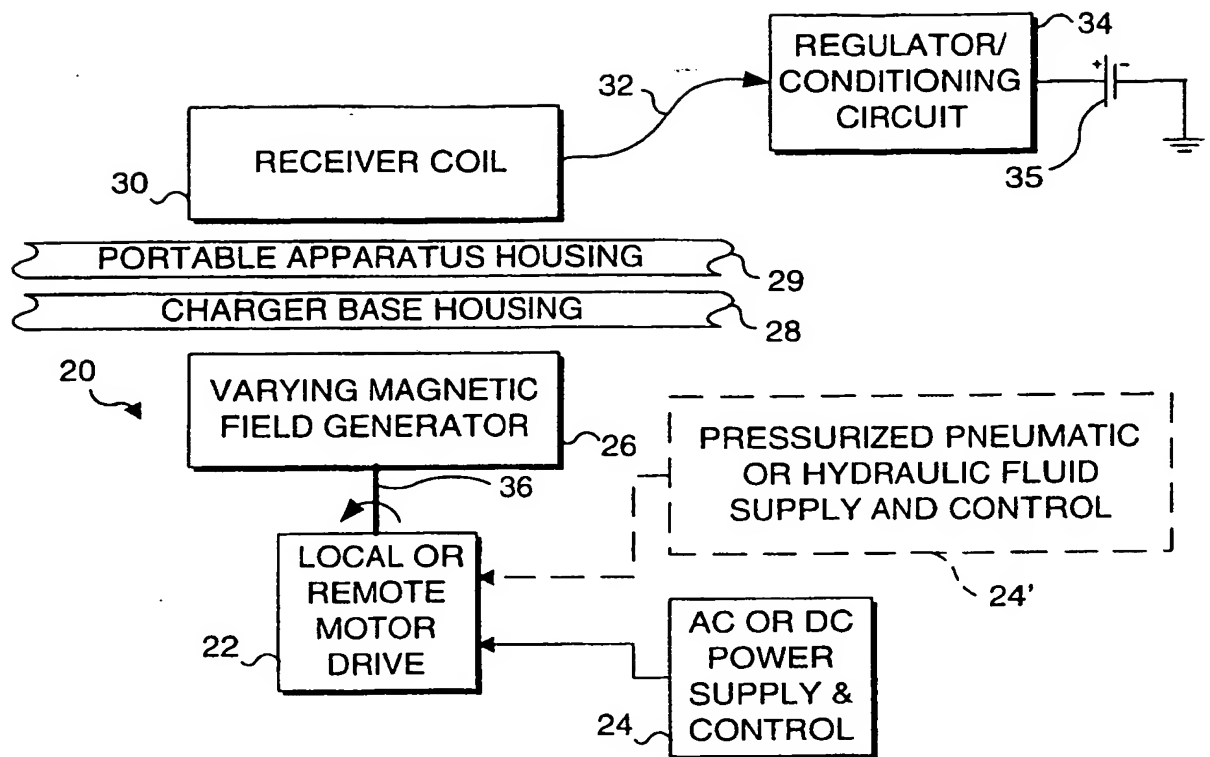 34
REGULATOR/
CONDITIONING
CIRCUIT
+ -
35
32
RECEIVER COIL
30
PORTABLE APPARATUS HOUSING
29
CHARGER BASE HOUSING
28
20
VARYING MAGNETIC
FIELD GENERATOR
26
36
PRESSURIZED PNEUMATIC
OR HYDRAULIC FLUID
SUPPLY AND CONTROL
24'
LOCAL OR
REMOTE
MOTOR
DRIVE
22
AC OR DC
POWER
SUPPLY &
CONTROL
24